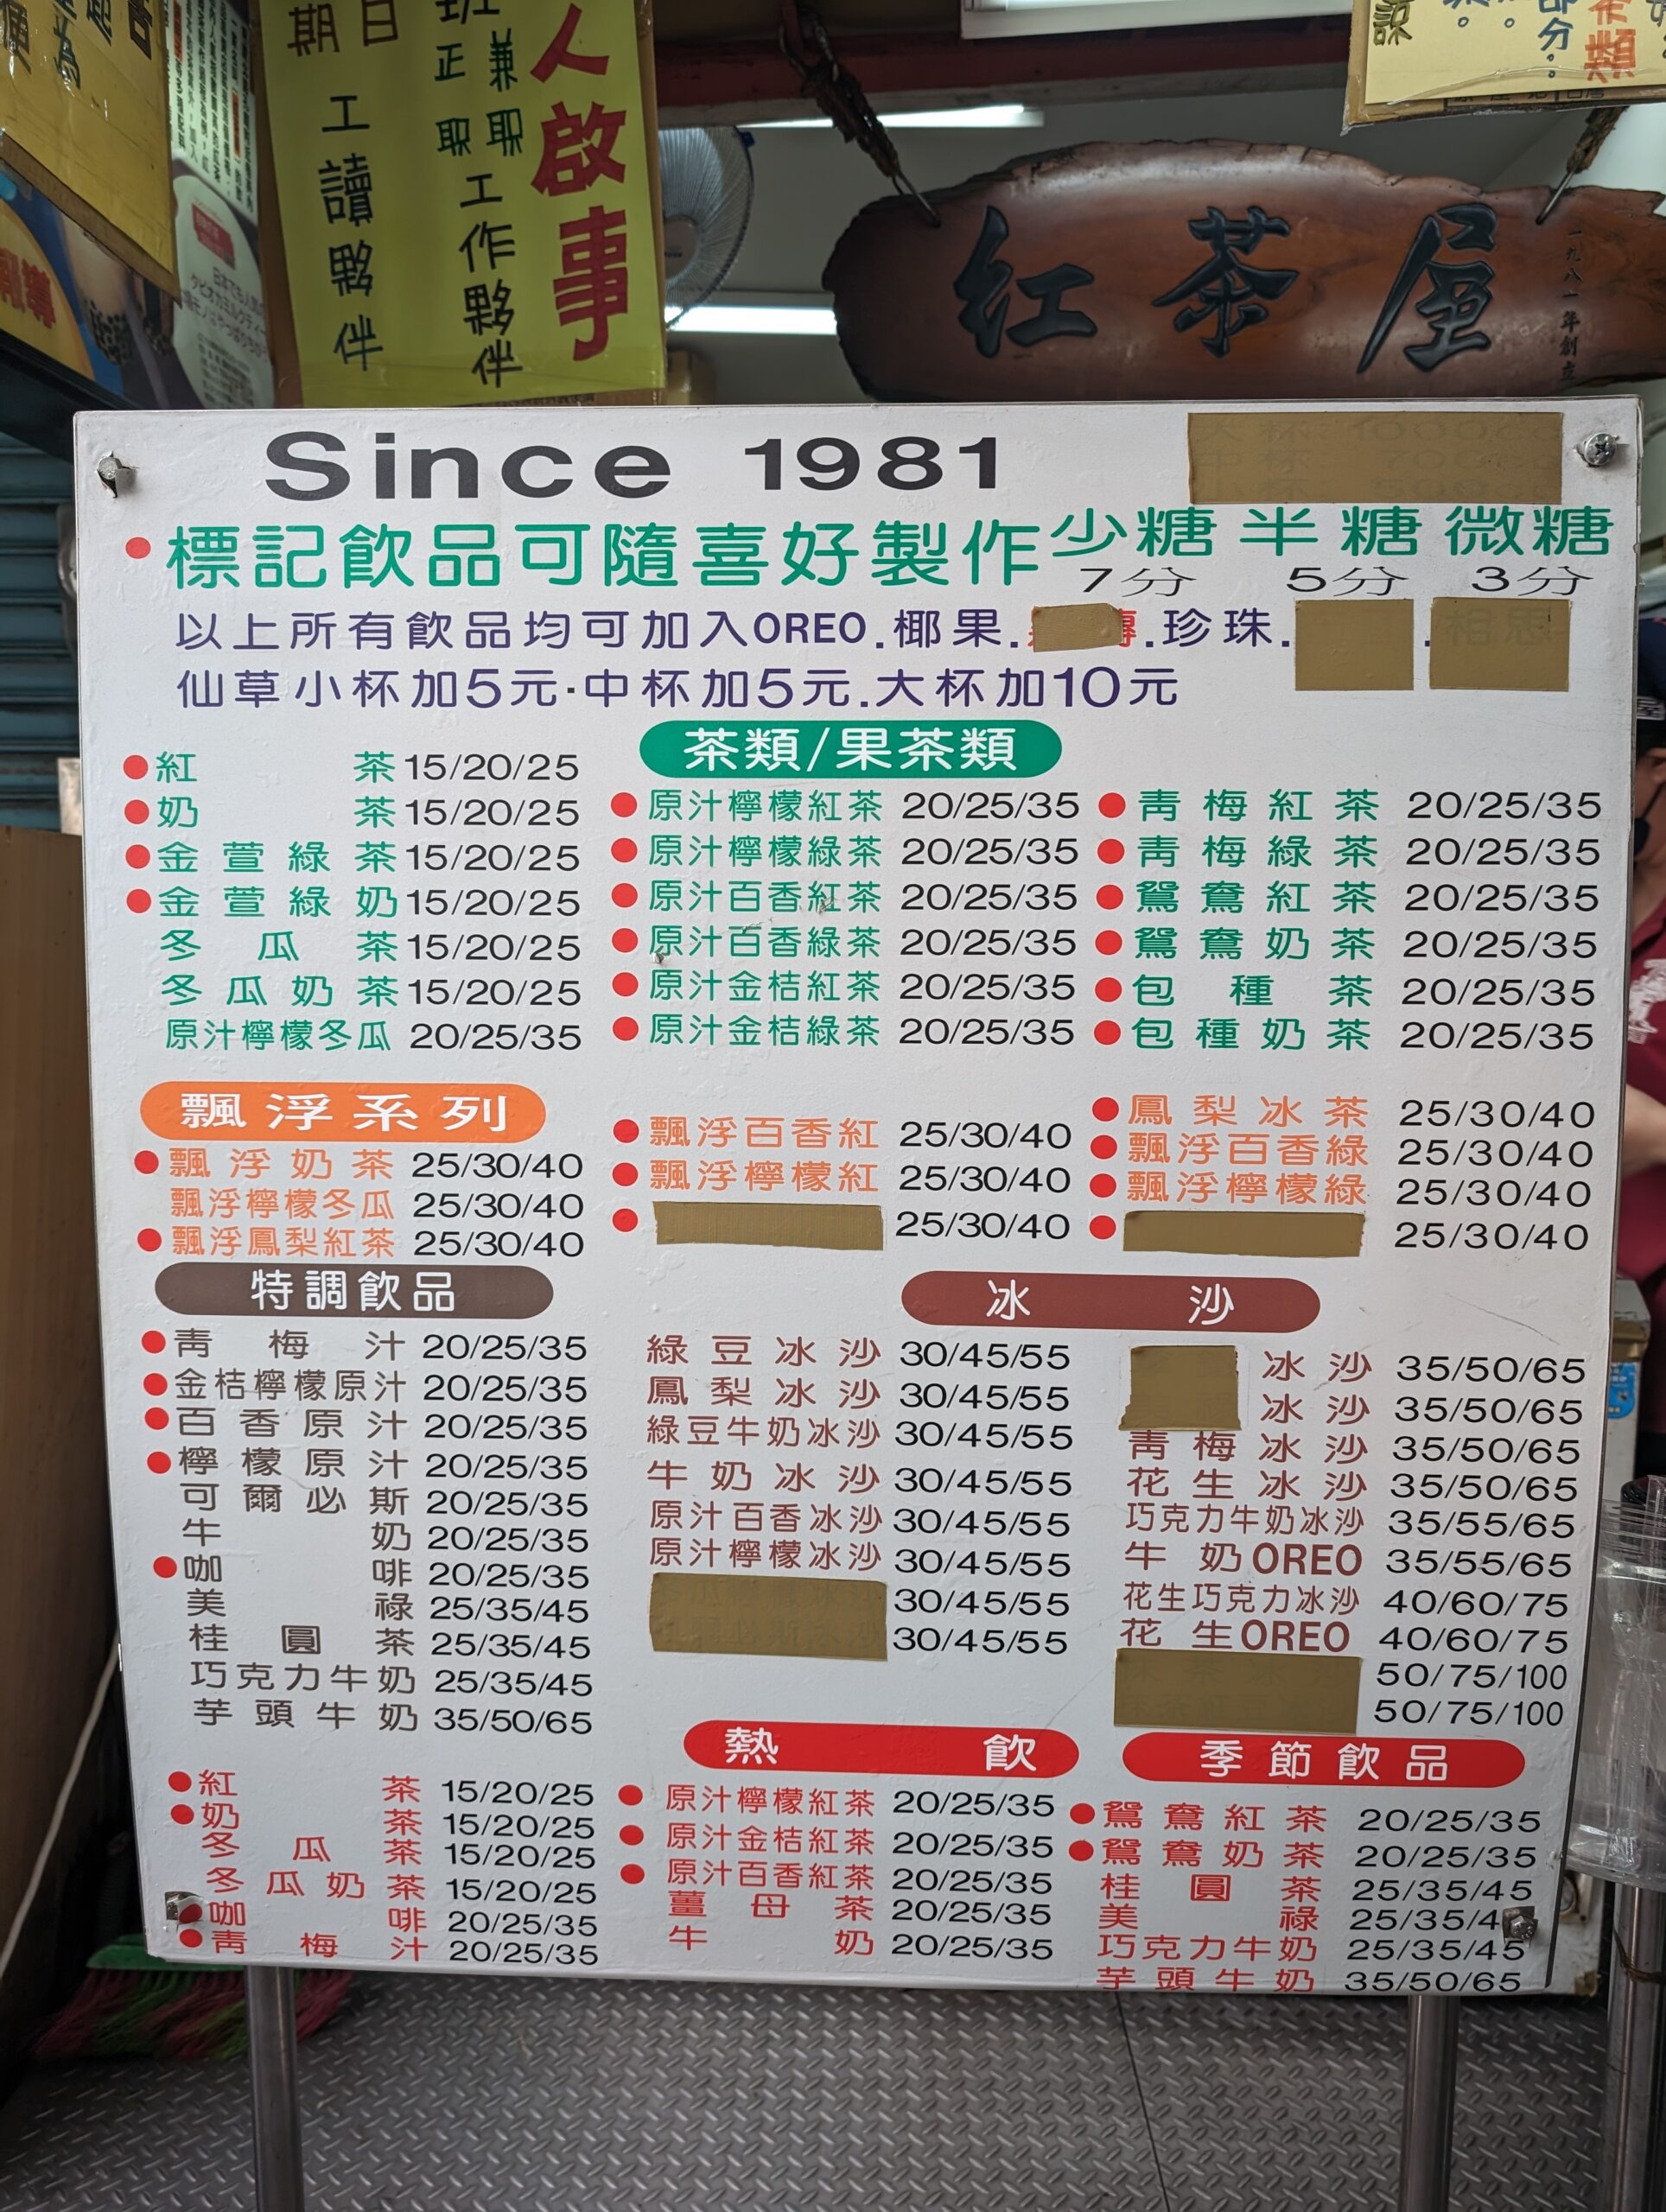 人啟事
兼職工作夥伴
班正職
日期
工讀夥伴
紅茶屋
一九八一年創立
報導
Since 1981
標記飲品可隨喜好製作 少糖 半糖 微糖
7分 5分 3分
以上所有飲品均可加入OREO.椰果. .珍珠.
仙草小杯加5元·中杯加5元.大杯加10元
茶類/果茶類
紅茶 15/20/25
奶茶 15/20/25
金萱綠茶 15/20/25
金萱綠奶 15/20/25
冬瓜茶 15/20/25
冬瓜奶茶 15/20/25
原汁檸檬冬瓜 20/25/35
原汁檸檬紅茶 20/25/35
原汁檸檬綠茶 20/25/35
原汁百香紅茶 20/25/35
原汁百香綠茶 20/25/35
原汁金桔紅茶 20/25/35
原汁金桔綠茶 20/25/35
青梅紅茶 20/25/35
青梅綠茶 20/25/35
鴛鴦紅茶 20/25/35
鴛鴦奶茶 20/25/35
包種茶 20/25/35
包種奶茶 20/25/35
飄浮系列
飄浮奶茶 25/30/40
飄浮檸檬冬瓜 25/30/40
飄浮鳳梨紅茶 25/30/40
飄浮百香紅 25/30/40
飄浮檸檬紅 25/30/40
25/30/40
鳳梨冰茶 25/30/40
飄浮百香綠 25/30/40
飄浮檸檬綠 25/30/40
25/30/40
特調飲品
青梅汁 20/25/35
金桔檸檬原汁 20/25/35
百香原汁 20/25/35
檸檬原汁 20/25/35
可爾必斯 20/25/35
牛奶 20/25/35
咖啡 20/25/35
美祿 25/35/45
桂圓茶 25/35/45
巧克力牛奶 25/35/45
芋頭牛奶 35/50/65
冰沙
綠豆冰沙 30/45/55
鳳梨冰沙 30/45/55
綠豆牛奶冰沙 30/45/55
牛奶冰沙 30/45/55
原汁百香冰沙 30/45/55
原汁檸檬冰沙 30/45/55
30/45/55
30/45/55
冰沙 35/50/65
冰沙 35/50/65
青梅冰沙 35/50/65
花生冰沙 35/50/65
巧克力牛奶冰沙 35/55/65
牛奶OREO 35/55/65
花生巧克力冰沙 40/60/75
花生OREO 40/60/75
50/75/100
50/75/100
熱飲
紅茶 15/20/25
奶茶 15/20/25
冬瓜茶 15/20/25
冬瓜奶茶 15/20/25
咖啡 20/25/35
青梅汁 20/25/35
原汁檸檬紅茶 20/25/35
原汁金桔紅茶 20/25/35
原汁百香紅茶 20/25/35
薑母茶 20/25/35
牛奶 20/25/35
季節飲品
鴛鴦紅茶 20/25/35
鴛鴦奶茶 20/25/35
桂圓茶 25/35/45
美祿 25/35/4
巧克力牛奶 25/35/45
芋頭牛奶 35/50/65